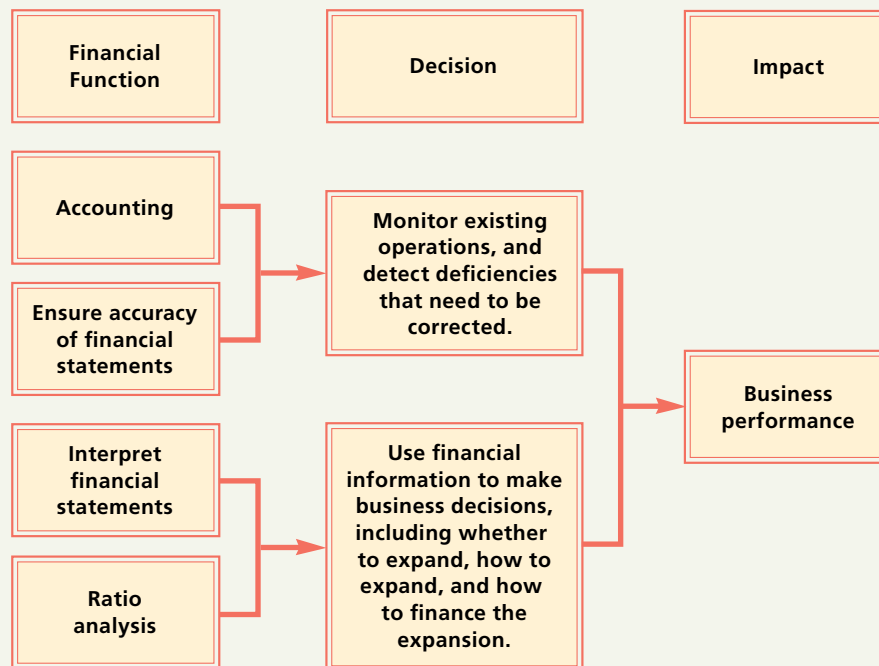 Financial
Function
Decision
Impact
Accounting
Ensure accuracy
of financial
statements
Monitor existing
operations, and
detect deficiencies
that need to be
corrected.
Interpret
financial
statements
Ratio
analysis
Use financial
information to make
business decisions,
including whether
to expand, how to
expand, and how
to finance the
expansion.
Business
performance